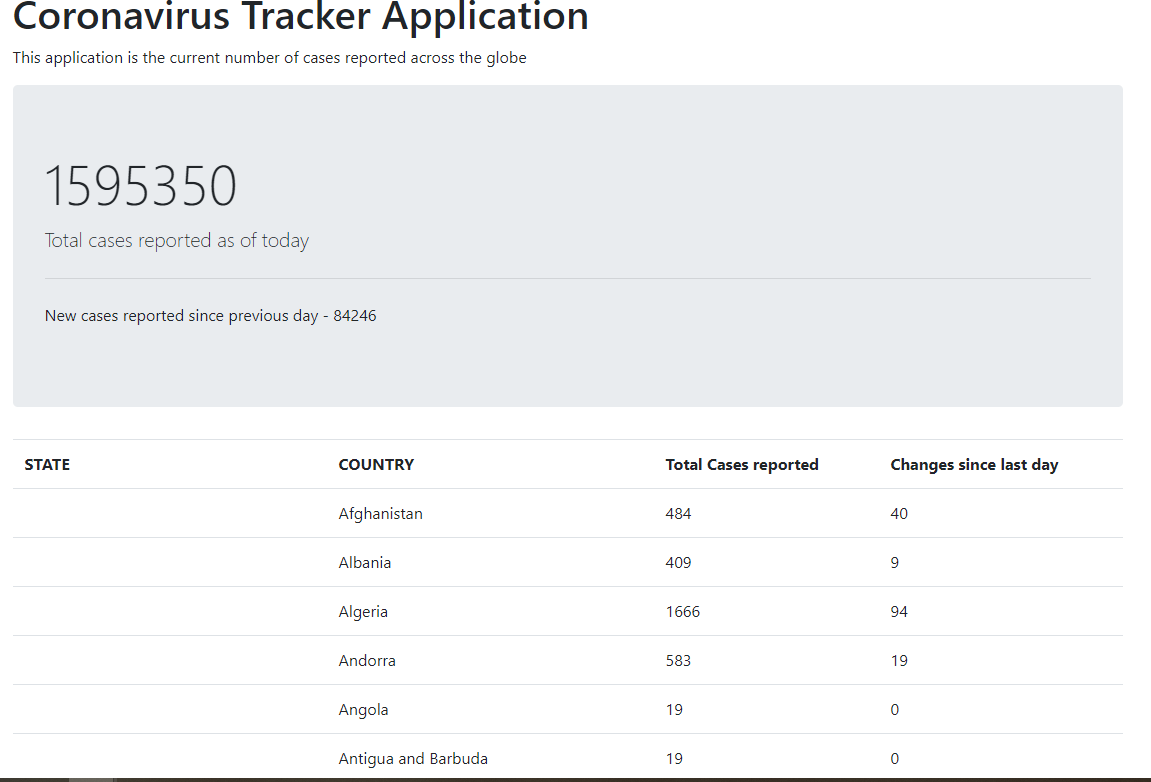 Coronavirus Tracker Application
This application is the current number of cases reported across the globe
1595350
Total cases reported as of today
New cases reported since previous day - 84246
STATE COUNTRY Total Cases reported Changes since last day
Afghanistan 484 40
Albania 409 9
Algeria 1666 94
Andorra 583 19
Angola 19 0
Antigua and Barbuda 19 0